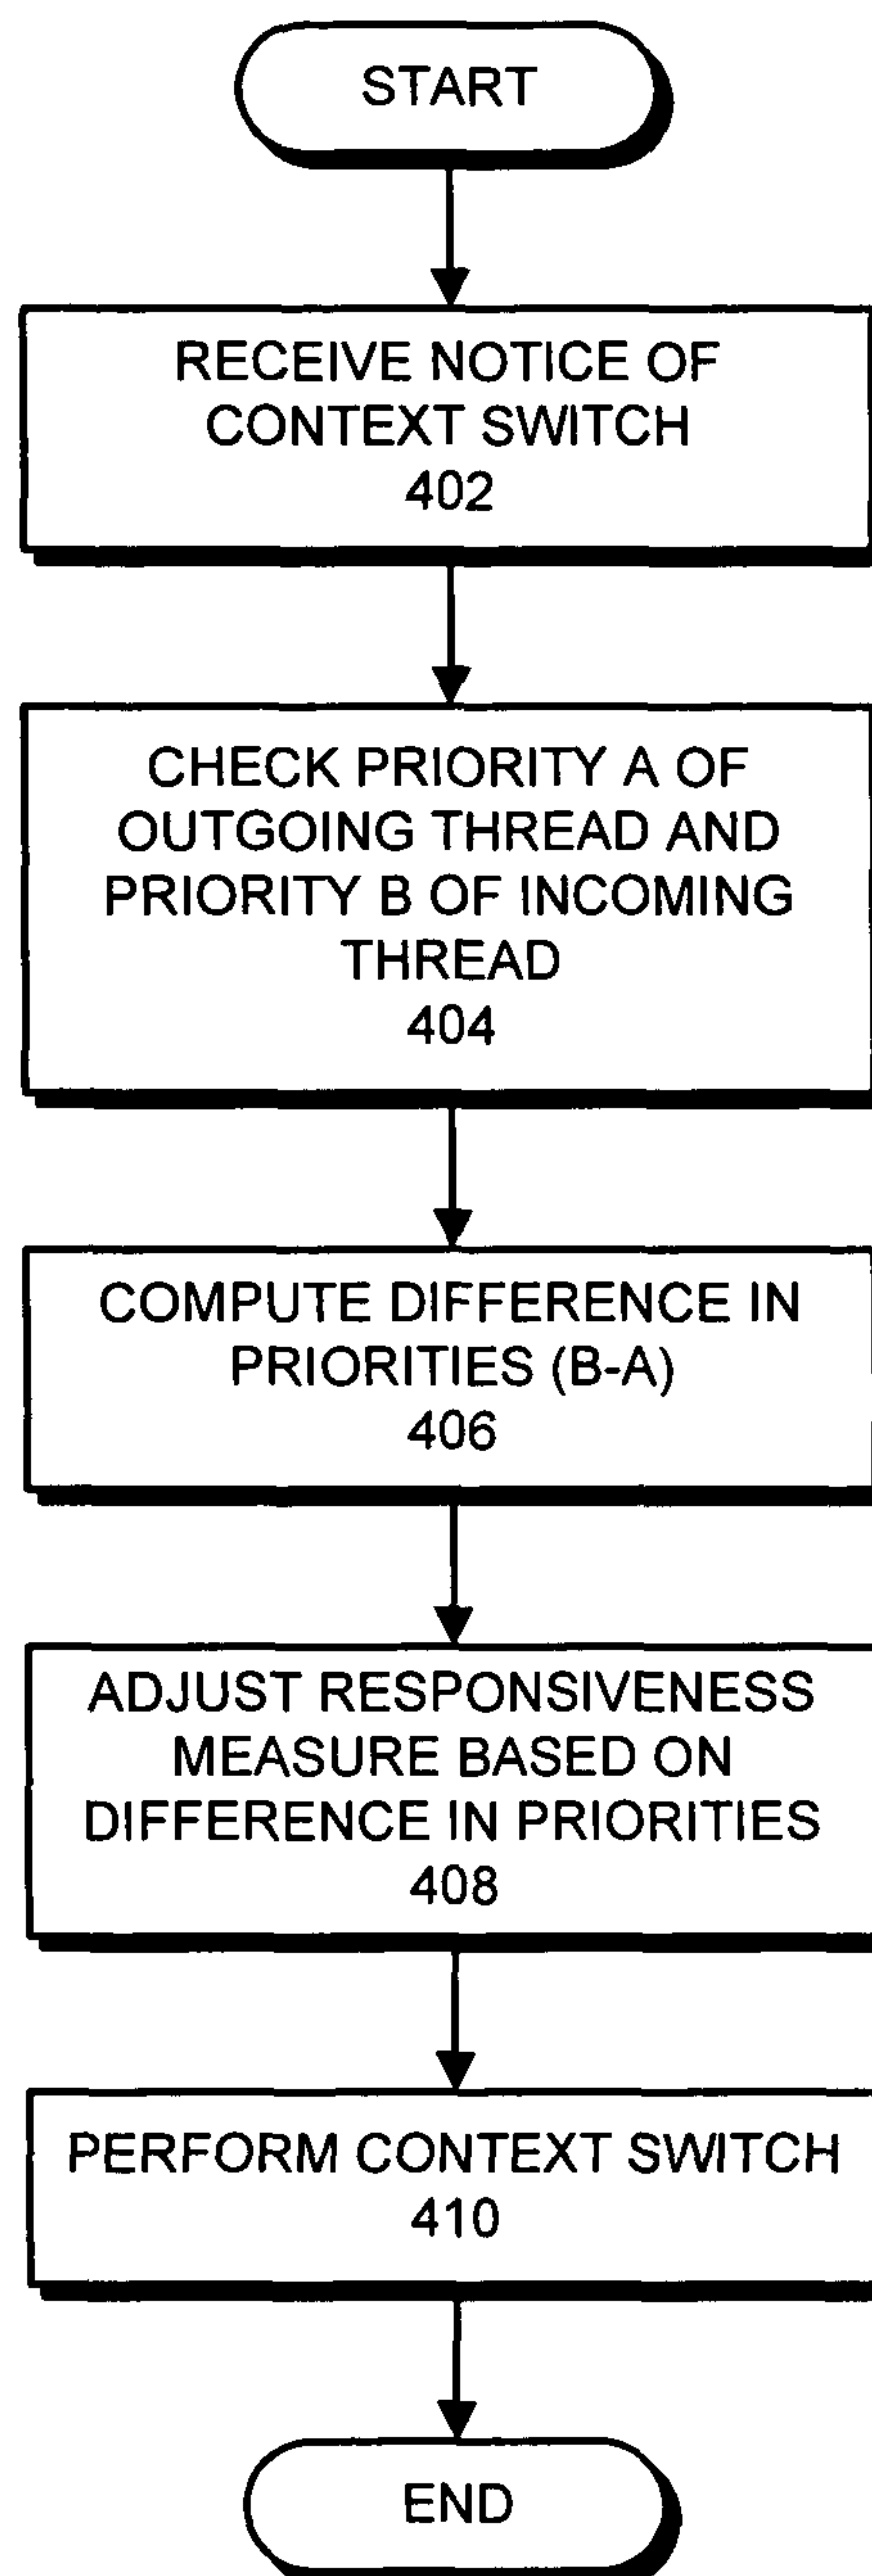 START
RECEIVE NOTICE OF
CONTEXT SWITCH
402
CHECK PRIORITY A OF
OUTGOING THREAD AND
PRIORITY B OF INCOMING
THREAD
404
COMPUTE DIFFERENCE IN
PRIORITIES (B-A)
406
ADJUST RESPONSIVENESS
MEASURE BASED ON
DIFFERENCE IN PRIORITIES
408
PERFORM CONTEXT SWITCH
410
END